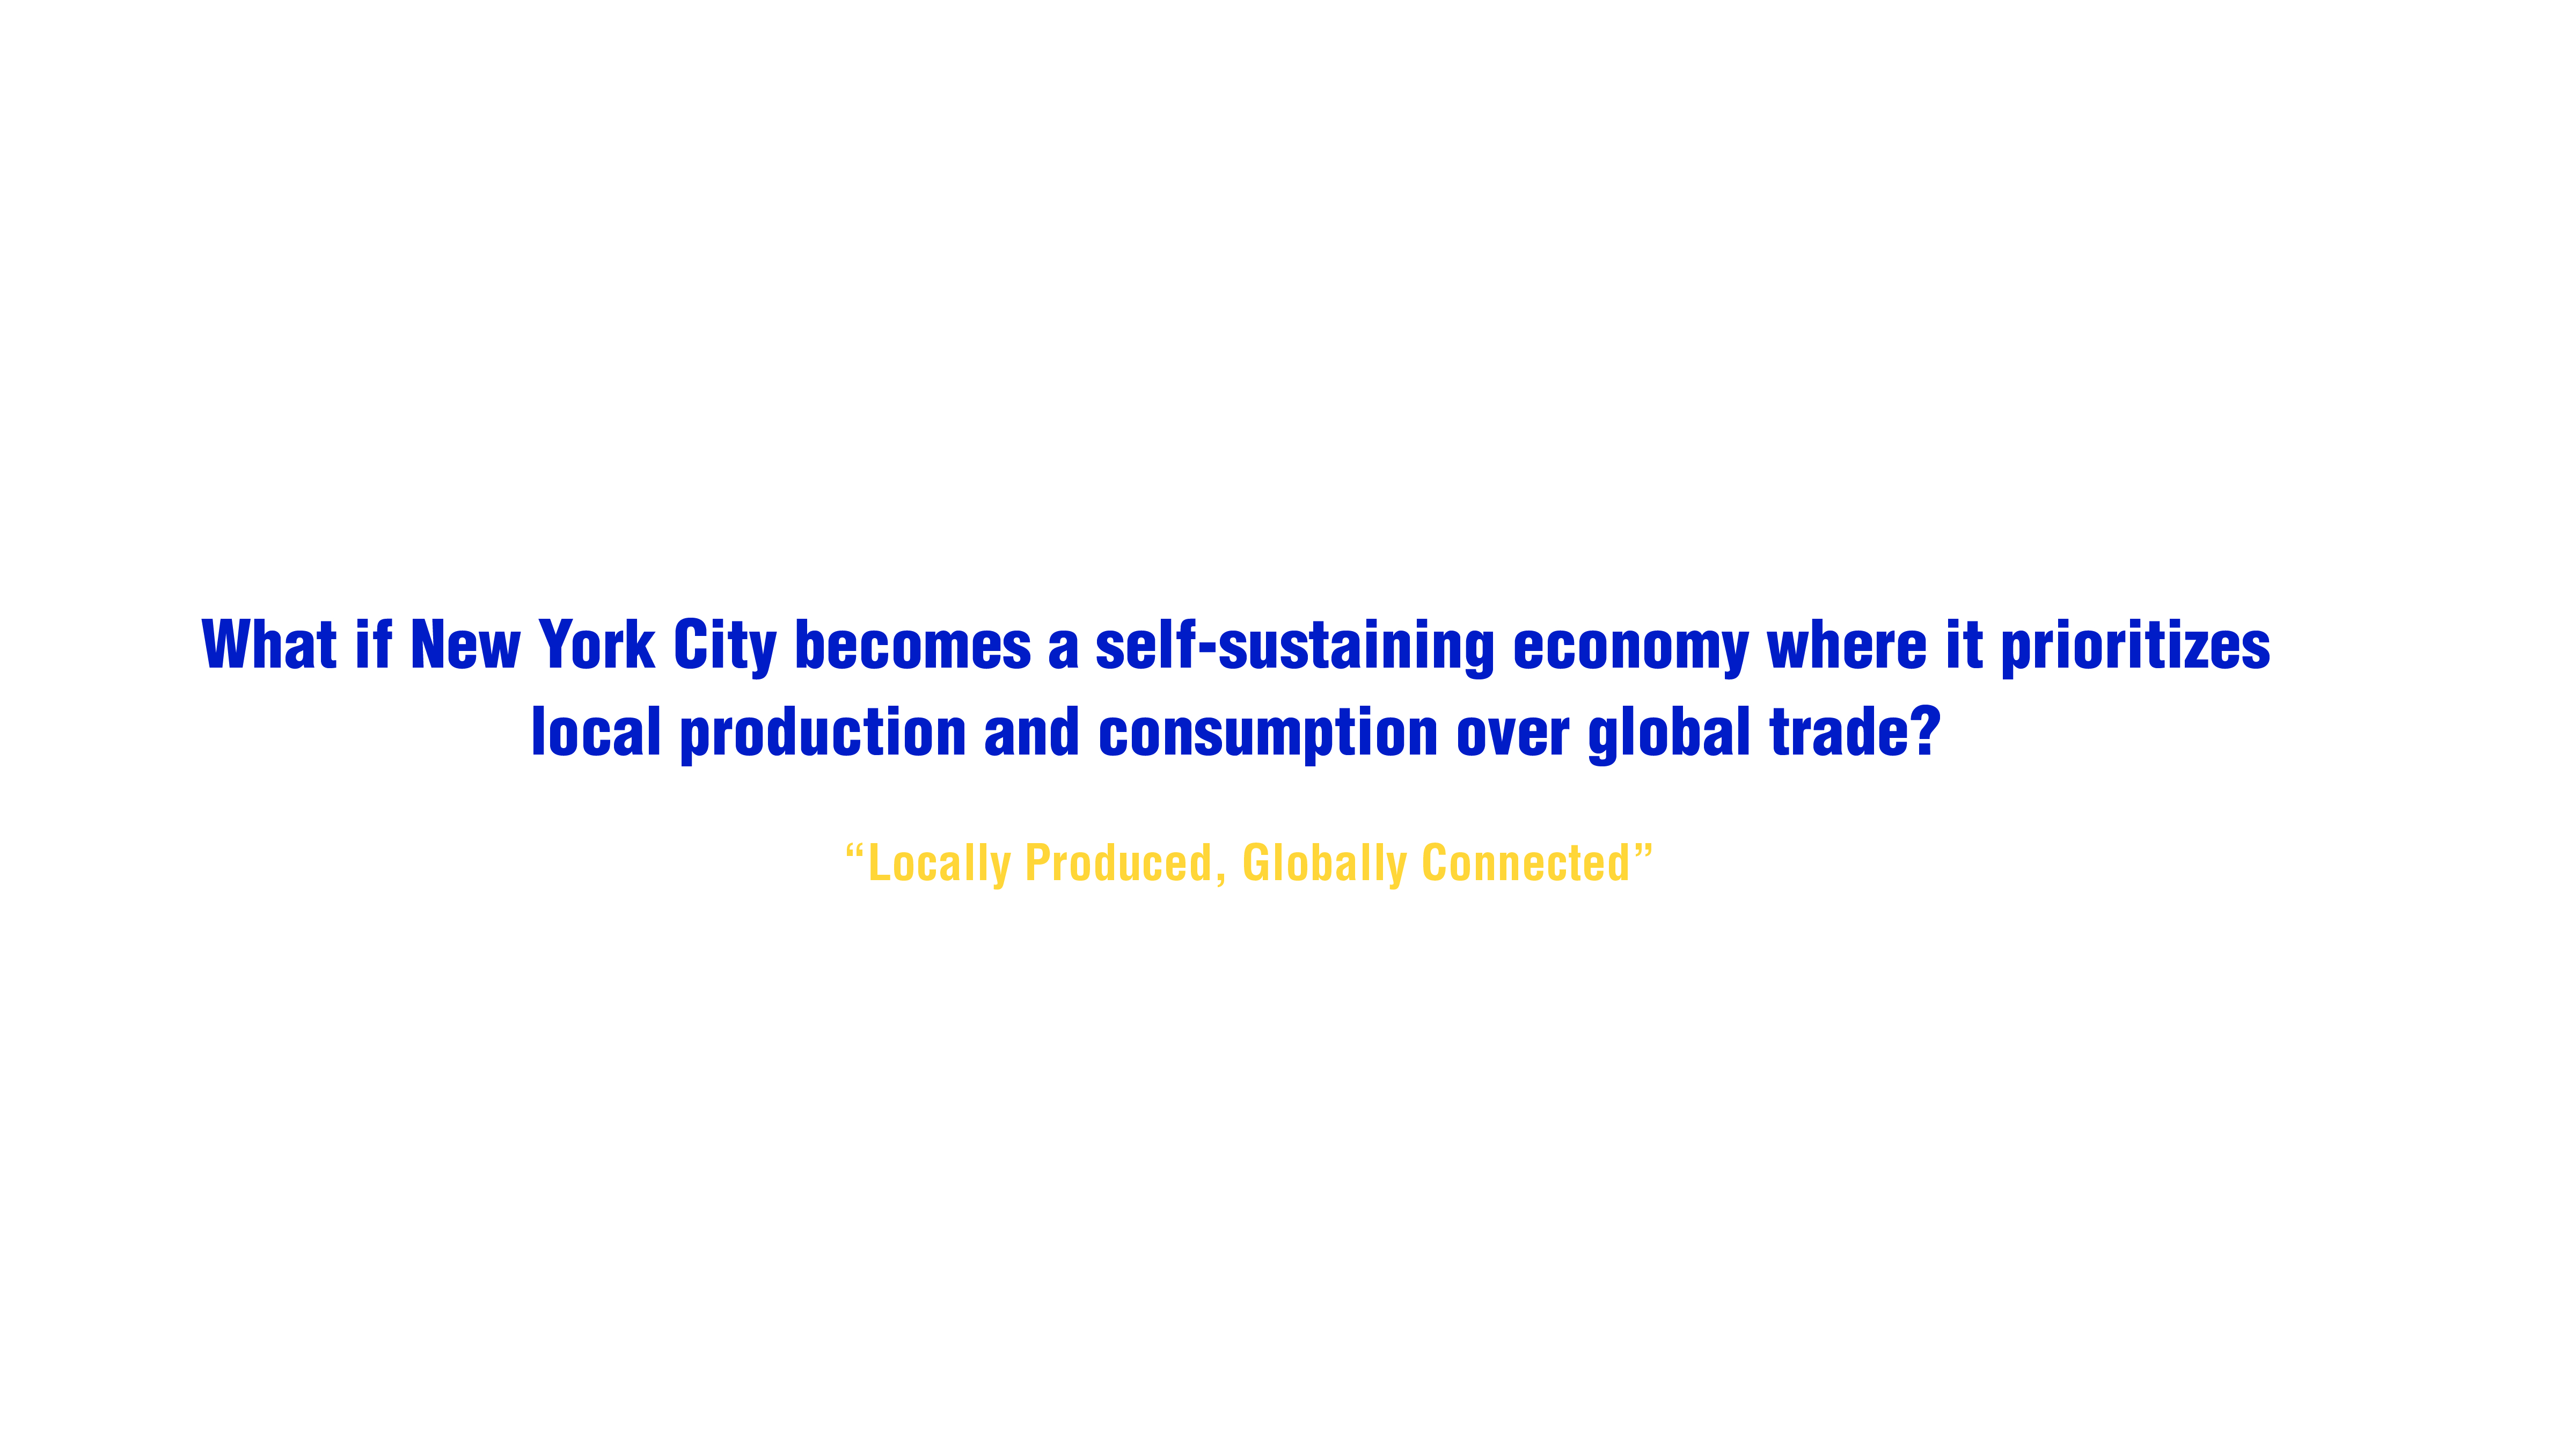 What if New York City becomes a self-sustaining economy where it prioritizes
local production and consumption over global trade?
“Locally Produced, Globally Connected”